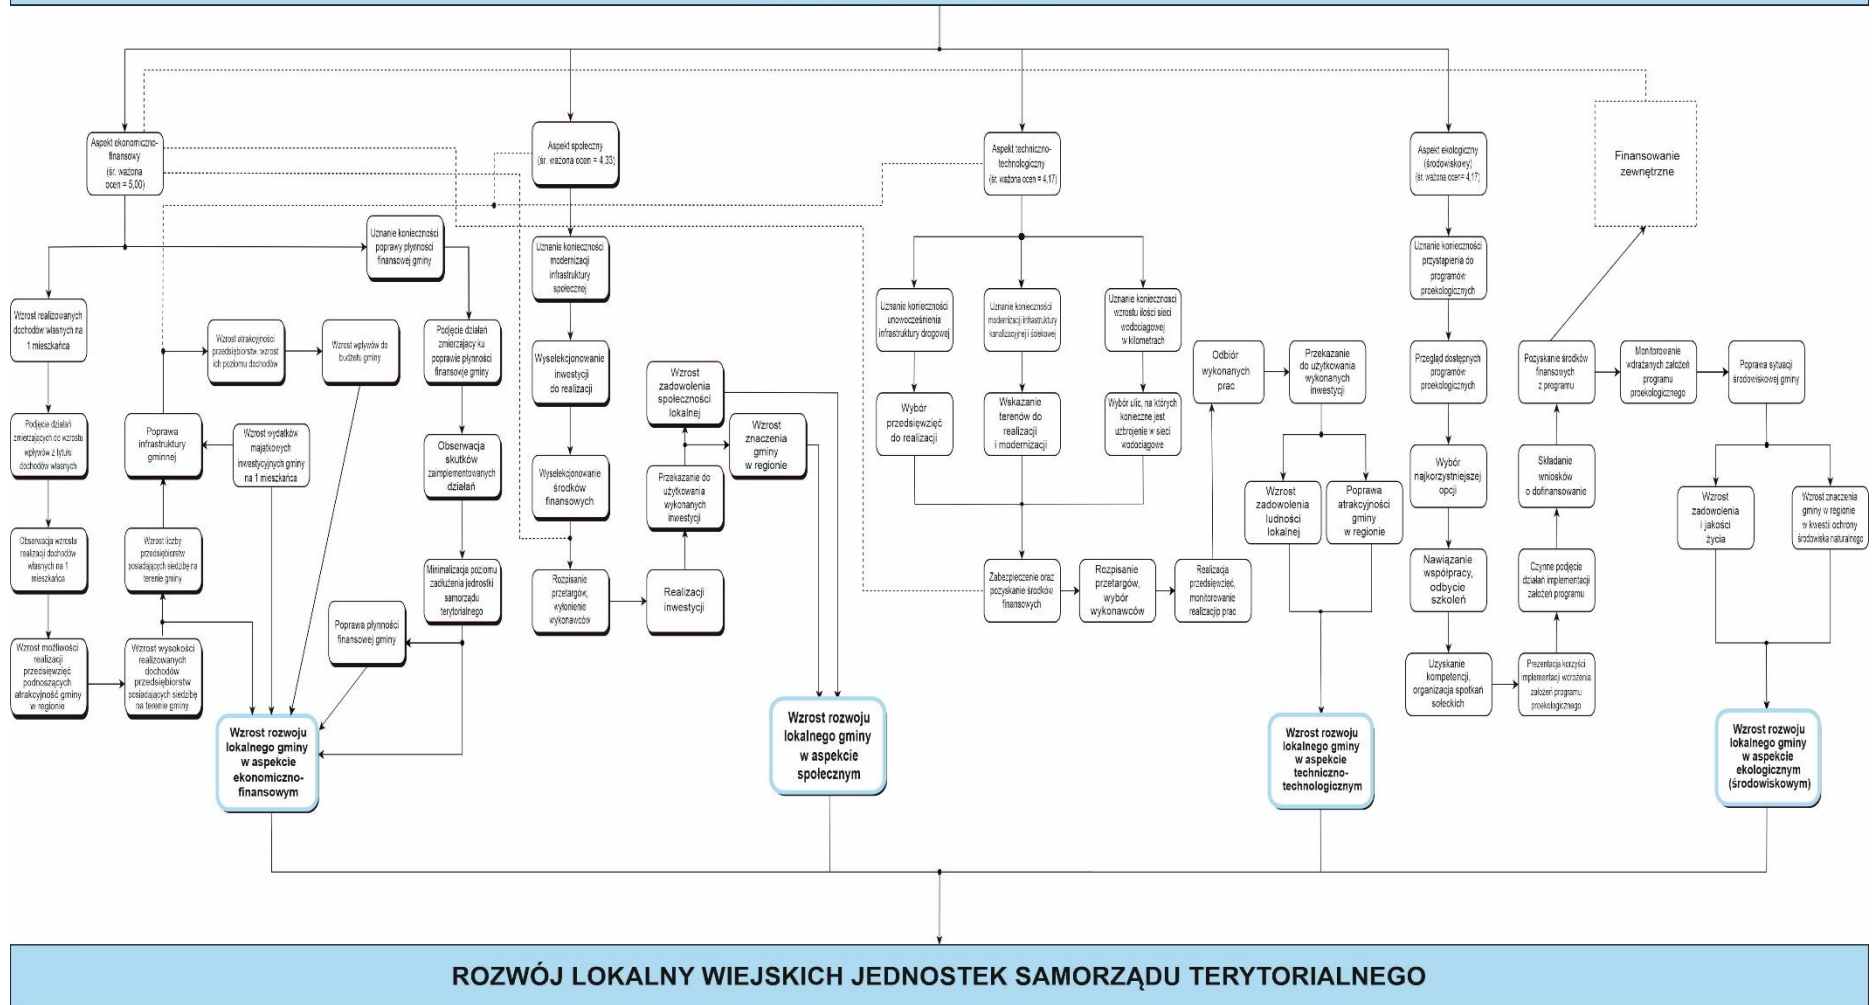 Aspekt ekonomiczno-
finansowy
(śr. ważona
ocen = 5,00)
Aspekt społeczny
(śr. ważona ocen = 4,33)
Aspekt techniczno-
technologiczny
(śr. ważona ocen = 4,17)
Aspekt ekologiczny
(środowiskowy)
(śr. ważona ocen= 4,17)
Finansowanie
zewnętrzne
Uznanie konieczności
poprawy płynności
finansowej gminy
Wzrost realizowanych
dochodów własnych na
1 mieszkańca
Podjęcie działań
zmierzających do wzrostu
wpływów z tytułu
dochodów własnych
Obserwacja wzrostu
realizacji dochodów
własnych na 1
mieszkańca
Wzrost możliwości
realizacji
przedsięwzięć
podnoszących
atrakcyjność gminy
w regionie
Wzrost wysokości
realizowanych
dochodów
przedsiębiorstw
posiadających siedzibę
na terenie gminy
Wzrost liczby
przedsiębiorstw
posiadających siedzibę na
terenie gminy
Poprawa
infrastruktury
gminnej
Wzrost wydatków
majątkowych
inwestycyjnych gminy
na 1 mieszkańca
Wzrost atrakcyjności
przedsiębiorstw, wzrost
ich poziomu dochodów
Wzrost wpływów do
budżetu gminy
Podjęcie działań
zmierzający ku
poprawie płynności
finansowje gminy
Obserwacja
skutków
zaimplementowanych
działań
Minimalizacja poziomu
zadłużenia jednostki
samorządu
terytorialnego
Poprawa płynności
finansowej gminy
Wzrost rozwoju
lokalnego gminy
w aspekcie
ekonomiczno-
finansowym
Uznanie konieczności
modernizacji
infrastruktury
społecznej
Wyselekcjonowanie
inwestycji
do realizacji
Wyselekcjonowanie
środków
finansowych
Rozpisanie
przetargów,
wyłonienie
wykonawców
Realizacji
inwestycji
Przekazanie do
użytkowania
wykonanych
inwestycji
Wzrost
zadowolenia
społeczności
lokalnej
Wzrost
znaczenia
gminy
w regionie
Wzrost rozwoju
lokalnego gminy
w aspekcie
społecznym
Uznanie konieczności
unowocześnienia
infrastruktury drogowej
Uznanie konieczności
modernizacji infrastruktury
kanalizacyjnej i ściekowej
Uznanie konieczności
wzrostu ilości sieci
wodociągowej
w kilometrach
Wybór
przedsięwzięć
do realizacji
Wskazanie
terenów do
realizacji
i modernizacji
Wybór ulic, na których
konieczne jest
uzbrojenie w sieci
wodociągowe
Zabezpieczenie oraz
pozyskanie środków
finansowych
Rozpisanie
przetargów,
wybór
wykonawców
Realizacja
przedsięwzięć,
monitorowanie
realizacjio prac
Odbiór
wykonanych
prac
Przekazanie
do użytkowania
wykonanych
inwestycji
Wzrost
zadowolenia
ludności
lokalnej
Poprawa
atrakcyjności
gminy
w regionie
Wzrost rozwoju
lokalnego gminy
w aspekcie
techniczno-
technologicznym
Uznanie konieczności
przystąpienia do
programów
proekologicznych
Przegląd dostępnych
programów
proekologicznych
Wybór
najkorzystniejszej
opcji
Nawiązanie
współpracy,
odbycie
szkoleń
Uzyskanie
kompetencji,
organizacja spotkań
sołeckich
Prezentacja korzyści
implementacji wdrożenia
założeń programu
proekologicznego
Czynne podjęcie
działań implementacji
założeń programu
Składanie
wniosków
o dofinansowanie
Pozyskanie środków
finansowych
z programu
Monitorowanie
wdrażanych założeń
programu
proekologicznego
Poprawa sytuacji
środowiskowej gminy
Wzrost
zadowolenia
i jakości
życia
Wzrost znaczenia
gminy w regionie
w kwestii ochrony
środowiska naturalnego
Wzrost rozwoju
lokalnego gminy
w aspekcie
ekologicznym
(środowiskowym)
ROZWÓJ LOKALNY WIEJSKICH JEDNOSTEK SAMORZĄDU TERYTORIALNEGO